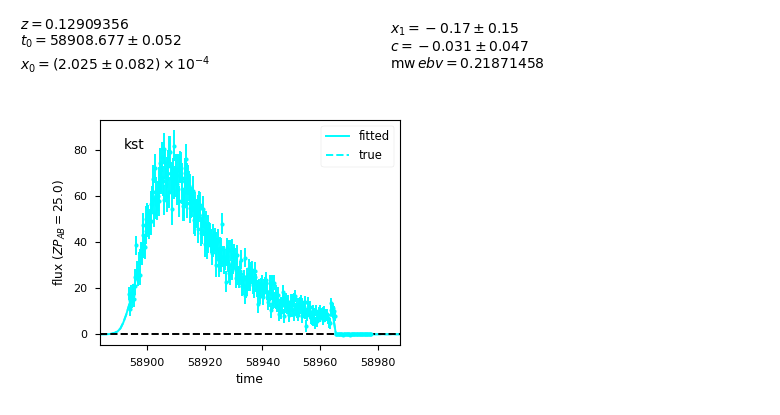 z = 0.12909356
t₀ = 58908.677 ± 0.052
x₀ = (2.025 ± 0.082) × 10⁻⁴
x₁ = −0.17 ± 0.15
c = −0.031 ± 0.047
mw ebv = 0.21871458
kst
fitted
true
flux (ZP_AB = 25.0)
80
60
40
20
0
58900 58920 58940 58960 58980
time